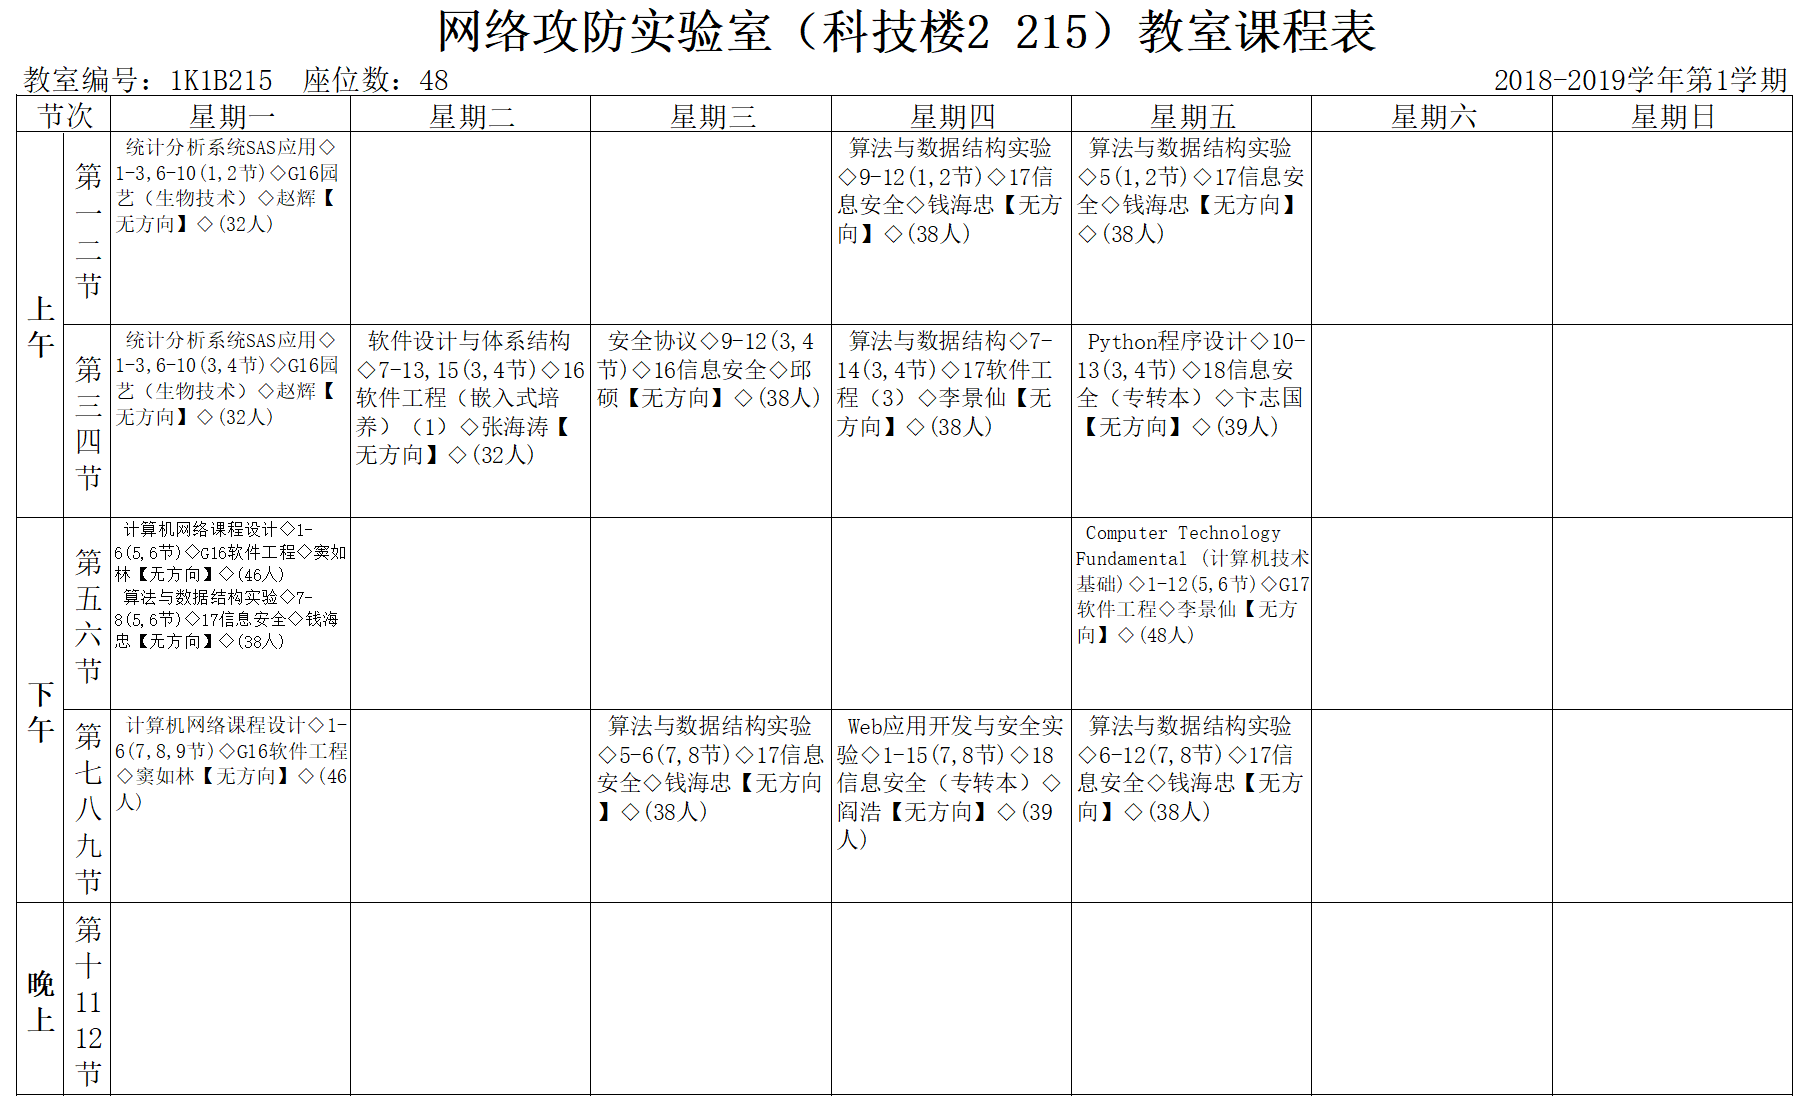 网络攻防实验室（科技楼2 215）教室课程表
教室编号：1K1B215 座位数：48
2018-2019学年第1学期
节次 星期一 星期二 星期三 星期四 星期五 星期六 星期日
上午
第一二节
统计分析系统SAS应用◇
1-3,6-10(1,2节)◇G16园
艺（生物技术）◇赵辉【
无方向】◇(32人)
算法与数据结构实验
◇9-12(1,2节)◇17信
息安全◇钱海忠【无方
向】◇(38人)
算法与数据结构实验
◇5(1,2节)◇17信息安
全◇钱海忠【无方向】
◇(38人)
第三四节
统计分析系统SAS应用◇
1-3,6-10(3,4节)◇G16园
艺（生物技术）◇赵辉【
无方向】◇(32人)
软件设计与体系结构
◇7-13,15(3,4节)◇16
软件工程（嵌入式培
养）（1）◇张海涛【
无方向】◇(32人)
安全协议◇9-12(3,4
节)◇16信息安全◇邱
硕【无方向】◇(38人)
算法与数据结构◇7-
14(3,4节)◇17软件工
程（3）◇李景仙【无
方向】◇(38人)
Python程序设计◇10-
13(3,4节)◇18信息安
全（专转本）◇卞志国
【无方向】◇(39人)
下午
第五六节
计算机网络课程设计◇1-
6(5,6节)◇G16软件工程◇窦如
林【无方向】◇(46人)
算法与数据结构实验◇7-
8(5,6节)◇17信息安全◇钱海
忠【无方向】◇(38人)
Computer Technology
Fundamental (计算机技术
基础)◇1-12(5,6节)◇G17
软件工程◇李景仙【无方
向】◇(48人)
第七八九节
计算机网络课程设计◇1-
6(7,8,9节)◇G16软件工程
◇窦如林【无方向】◇(46
人)
算法与数据结构实验
◇5-6(7,8节)◇17信息
安全◇钱海忠【无方向
】◇(38人)
Web应用开发与安全实
验◇1-15(7,8节)◇18
信息安全（专转本）◇
阎浩【无方向】◇(39
人)
算法与数据结构实验
◇6-12(7,8节)◇17信
息安全◇钱海忠【无方
向】◇(38人)
晚上
第十1112节